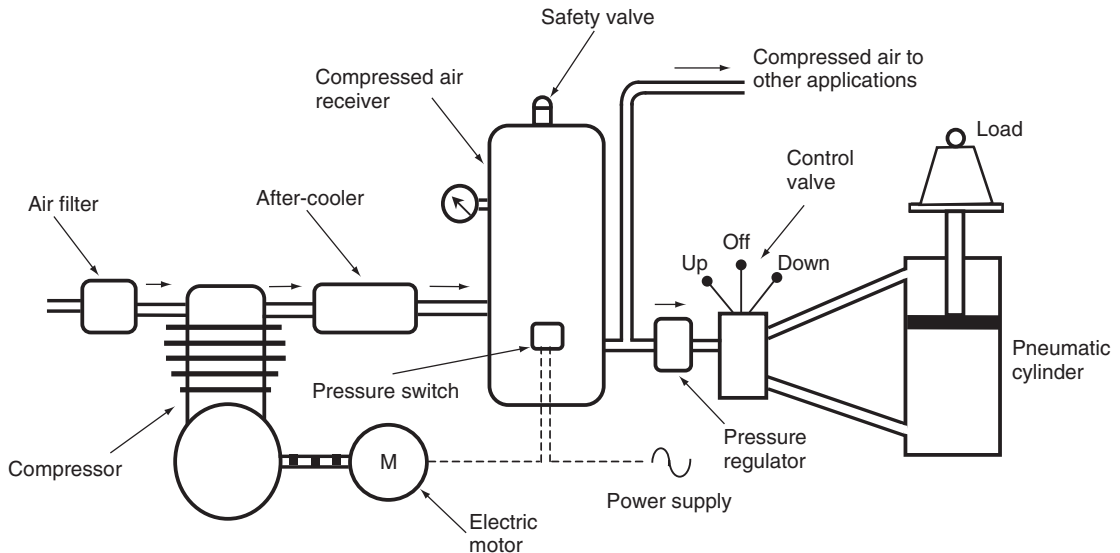 Safety valve
Compressed air to
other applications
Compressed air
receiver
Load
Control
valve
Air filter
After-cooler
Off
Up
Down
Pneumatic
cylinder
Pressure switch
Pressure
regulator
Compressor
M
Power supply
Electric
motor